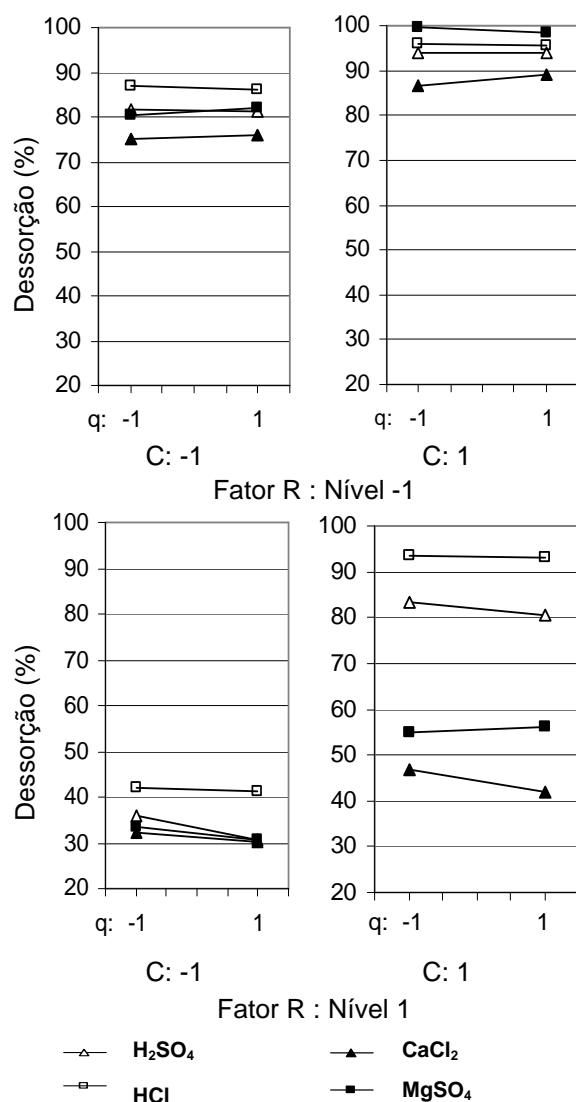 Dessorção (%)
100
90
80
70
60
50
40
30
20
q: -1 1
C: -1
100
90
80
70
60
50
40
30
20
q: -1 1
C: 1
Fator R : Nível -1
Dessorção (%)
100
90
80
70
60
50
40
30
20
q: -1 1
C: -1
100
90
80
70
60
50
40
30
20
q: -1 1
C: 1
Fator R : Nível 1
H₂SO₄ CaCl₂
HCl MgSO₄